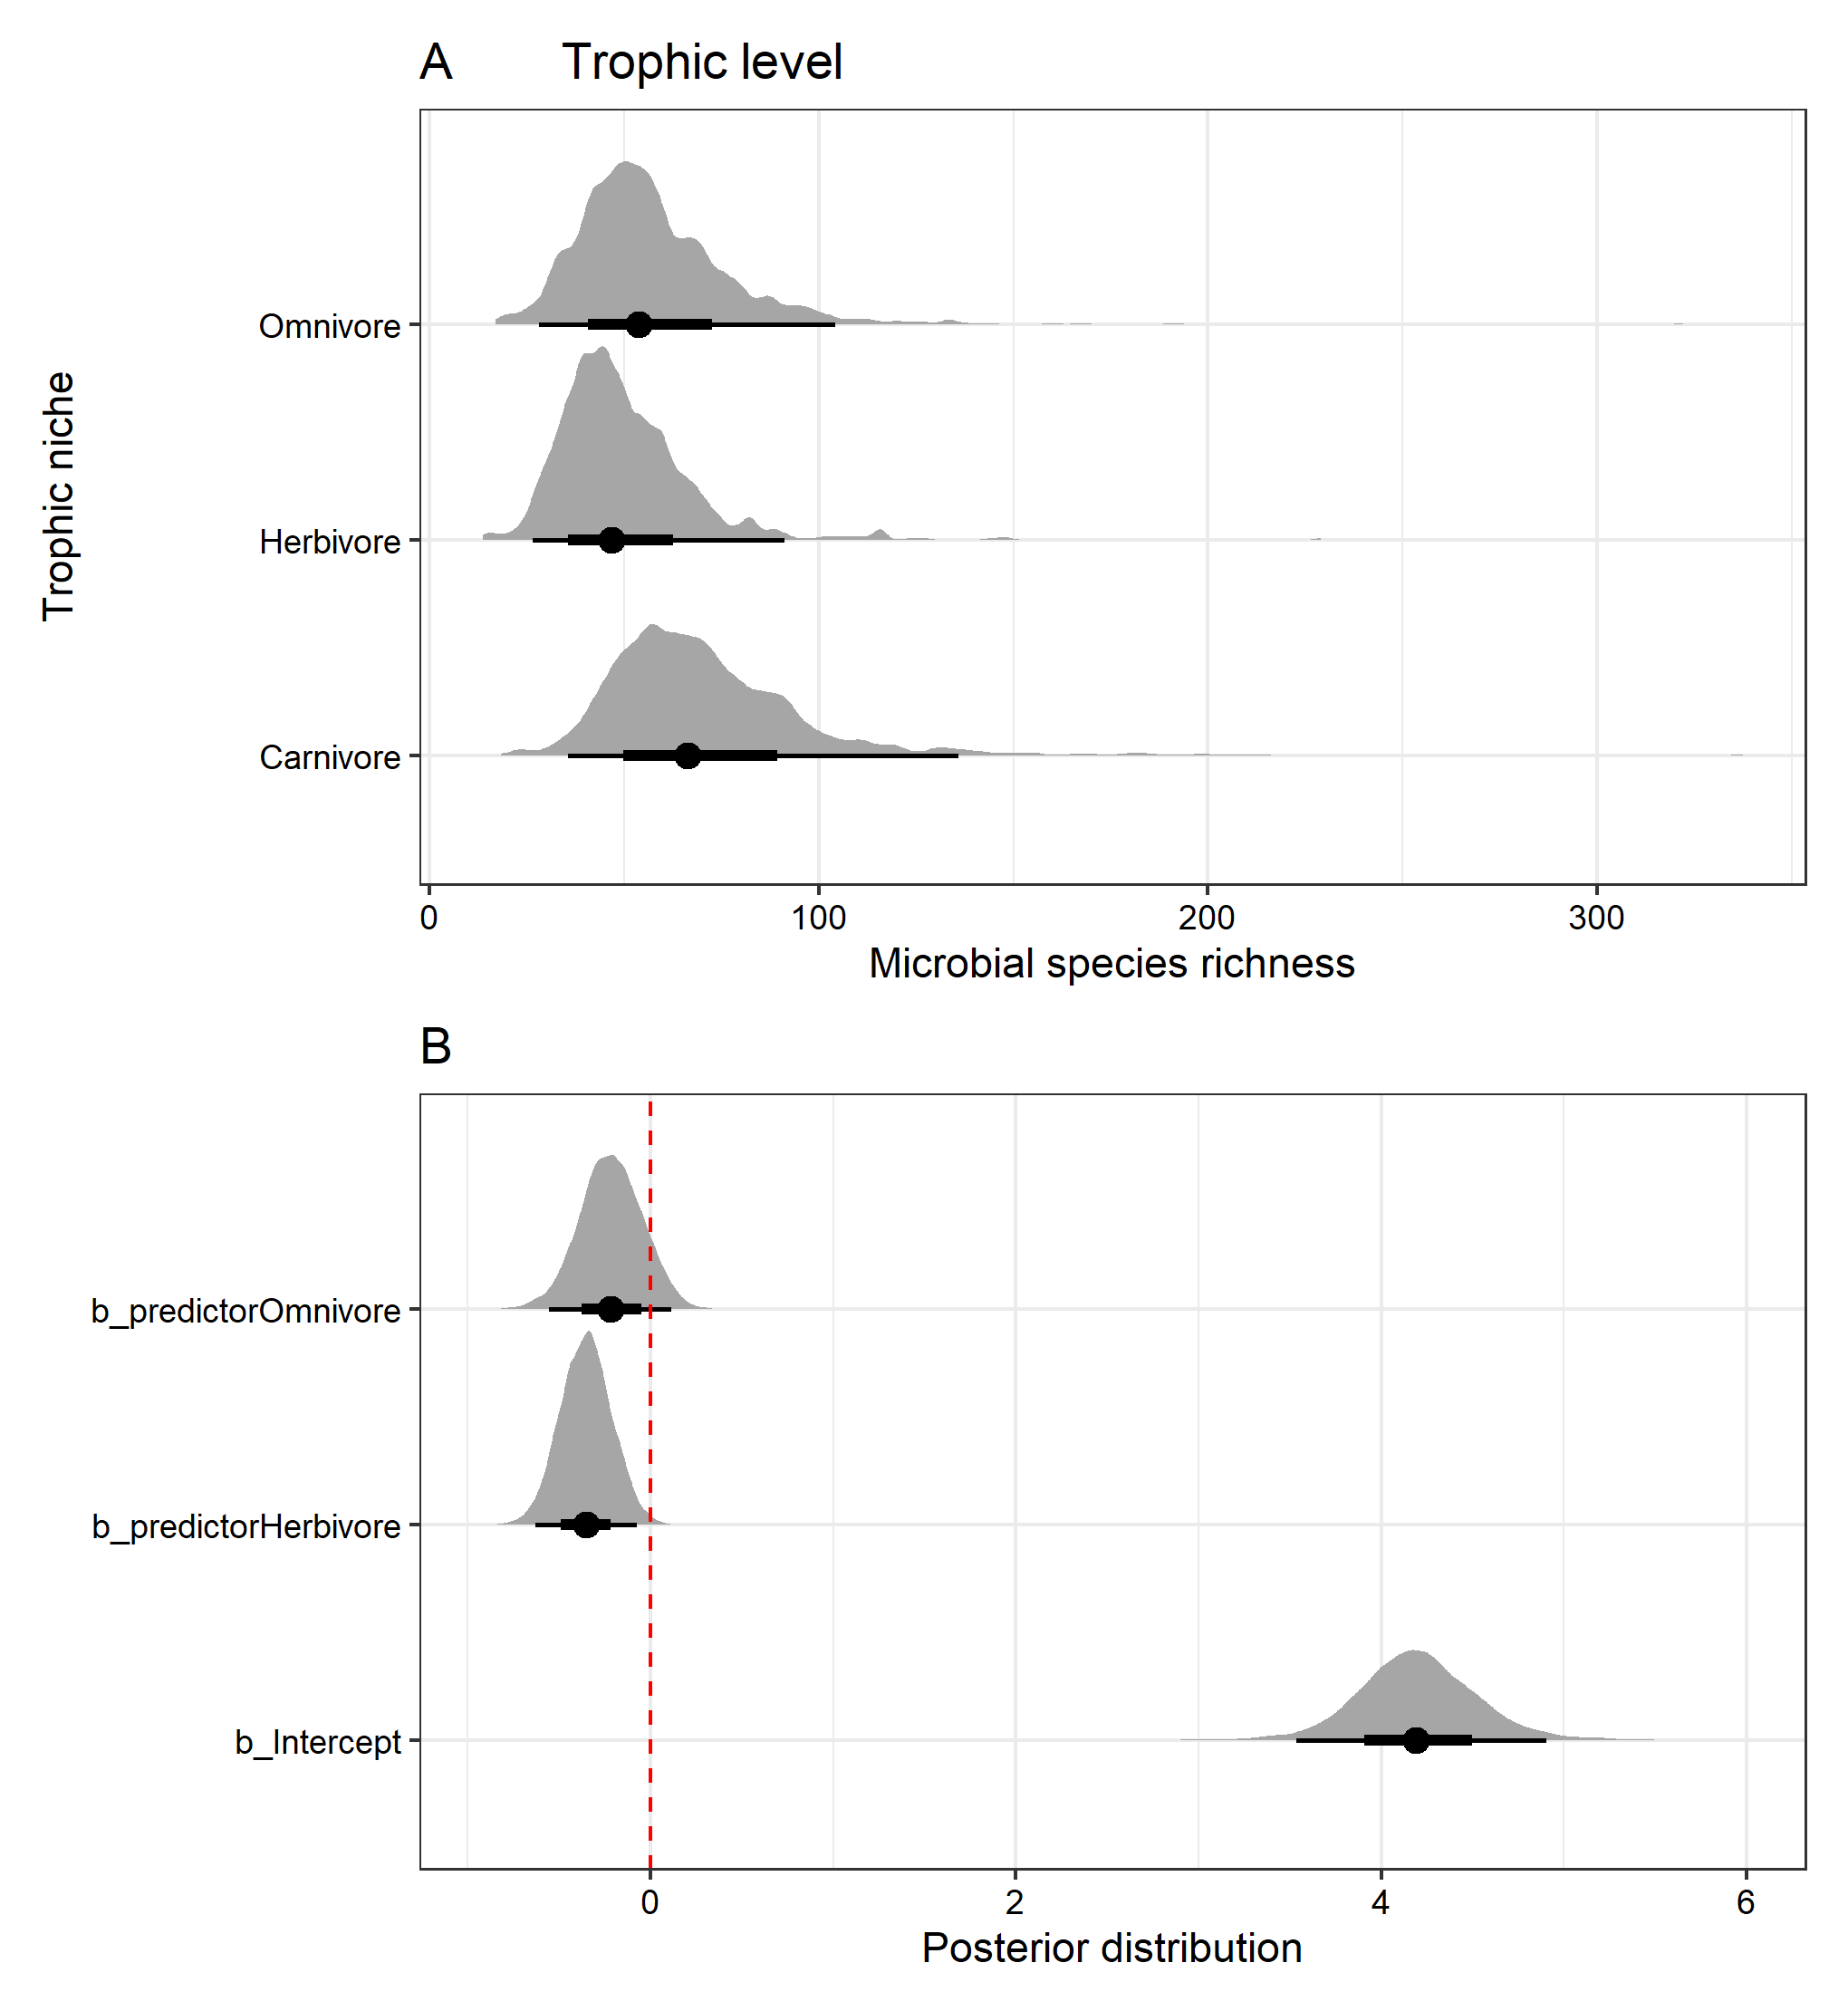 A Trophic level
Trophic niche
Omnivore
Herbivore
Carnivore
0 100 200 300
Microbial species richness
B
b_predictorOmnivore
b_predictorHerbivore
b_Intercept
0 2 4 6
Posterior distribution